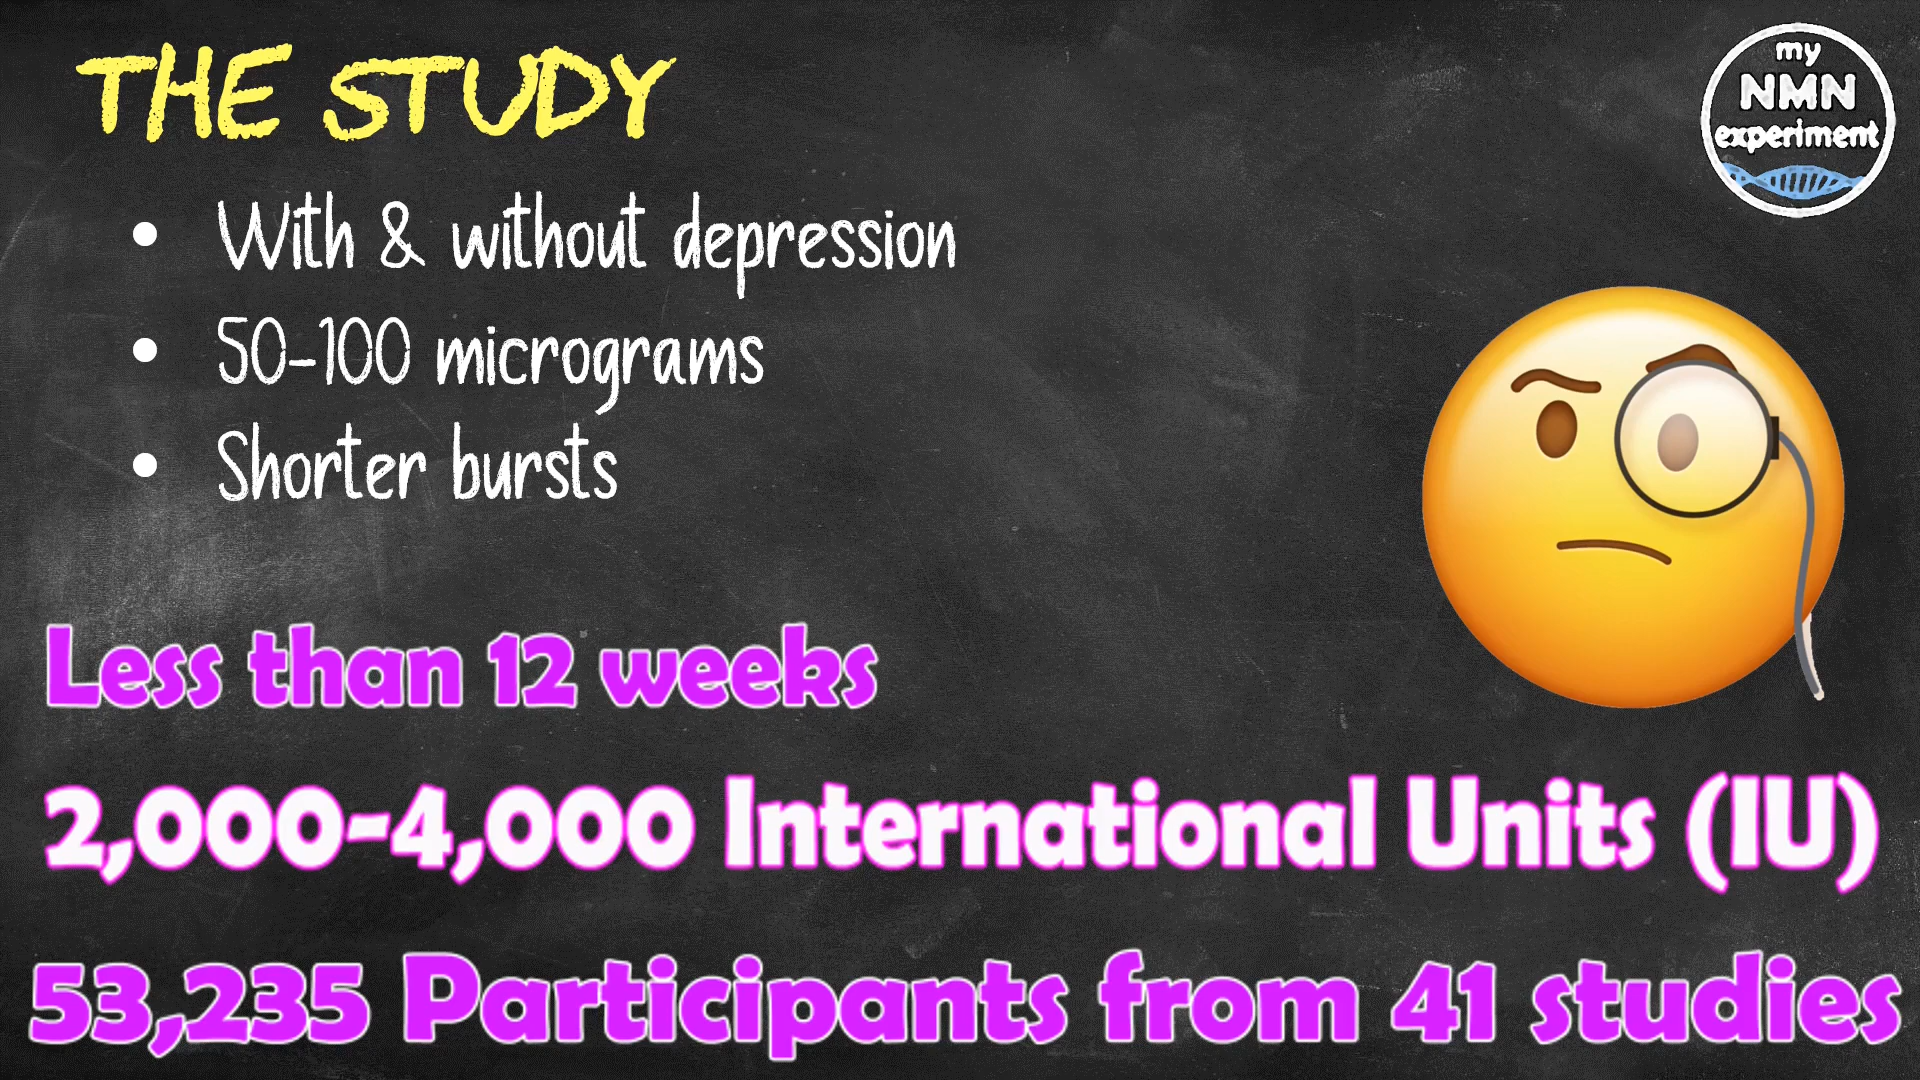 THE STUDY
my
NMN
experiment
• With & without depression
• 50-100 micrograms
• Shorter bursts
Less than 12 weeks
2,000-4,000 International Units (IU)
53,235 Participants from 41 studies